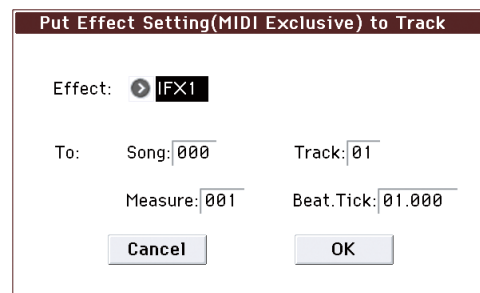 Put Effect Setting(MIDI Exclusive) to Track
Effect: IFX1
To: Song: 000 Track: 01
Measure: 001 Beat.Tick: 01.000
Cancel OK